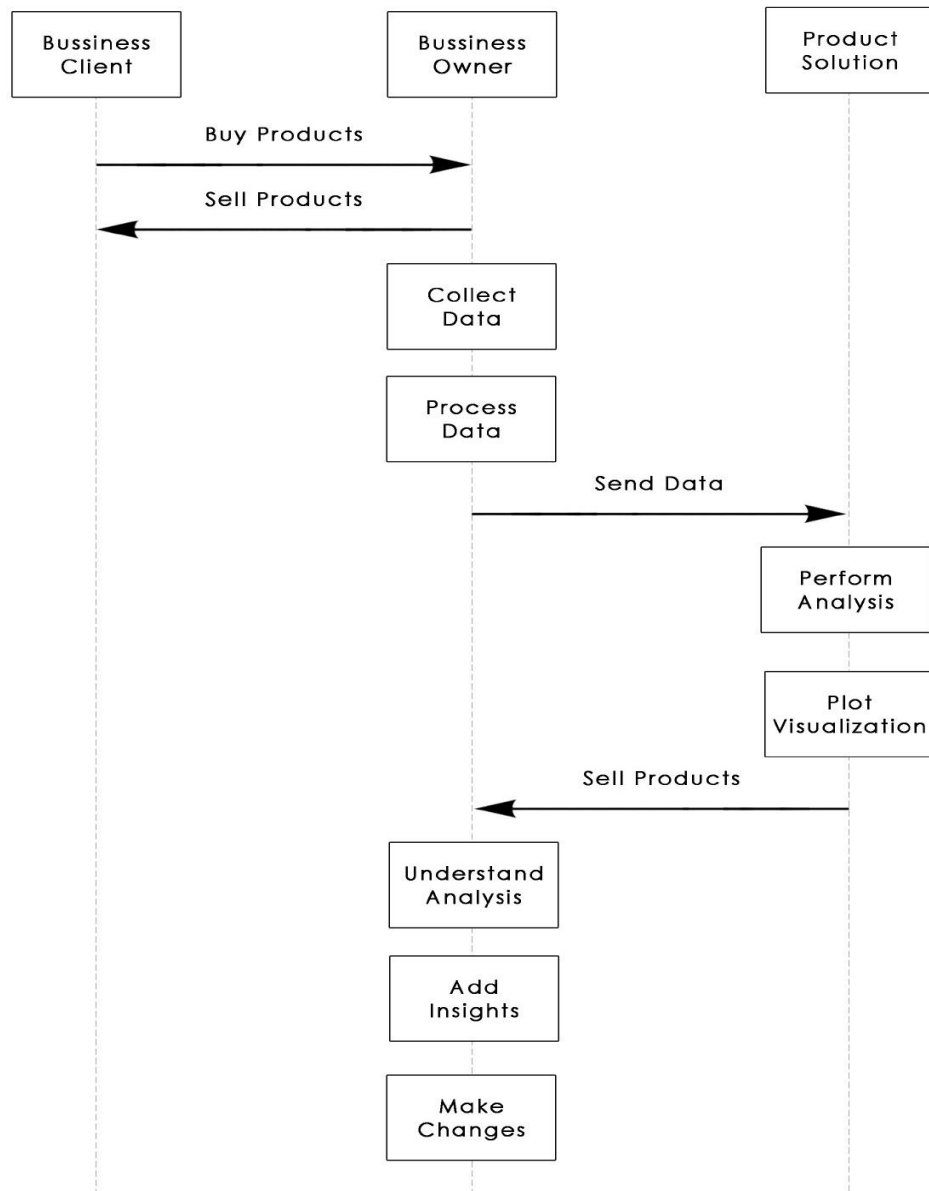 Bussiness
Client
Bussiness
Owner
Product
Solution
Buy Products
Sell Products
Collect
Data
Process
Data
Send Data
Perform
Analysis
Plot
Visualization
Sell Products
Understand
Analysis
Add
Insights
Make
Changes